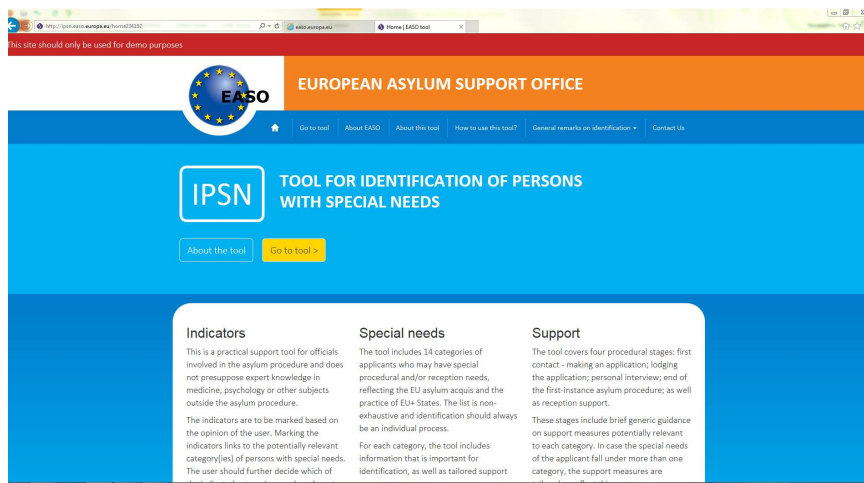 http://ipsn.easo.europa.eu/home234152
easo.europa.eu
Home | EASO tool
This site should only be used for demo purposes
EASO
EUROPEAN ASYLUM SUPPORT OFFICE
Go to tool
About EASO
About this tool
How to use this tool?
General remarks on identification
Contact Us
IPSN
TOOL FOR IDENTIFICATION OF PERSONS
WITH SPECIAL NEEDS
About the tool
Go to tool >
Indicators
This is a practical support tool for officials
involved in the asylum procedure and does
not presuppose expert knowledge in
medicine, psychology or other subjects
outside the asylum procedure.
The indicators are to be marked based on
the opinion of the user. Marking the
indicators links to the potentially relevant
category(ies) of persons with special needs.
The user should further decide which of
Special needs
The tool includes 14 categories of
applicants who may have special
procedural and/or reception needs,
reflecting the EU asylum acquis and the
practice of EU+ States. The list is non-
exhaustive and identification should always
be an individual process.
For each category, the tool includes
information that is important for
identification, as well as tailored support
Support
The tool covers four procedural stages: first
contact - making an application; lodging
the application; personal interview; end of
the first-instance asylum procedure; as well
as reception support.
These stages include brief generic guidance
on support measures potentially relevant
to each category. In case the special needs
of the applicant fall under more than one
category, the support measures are